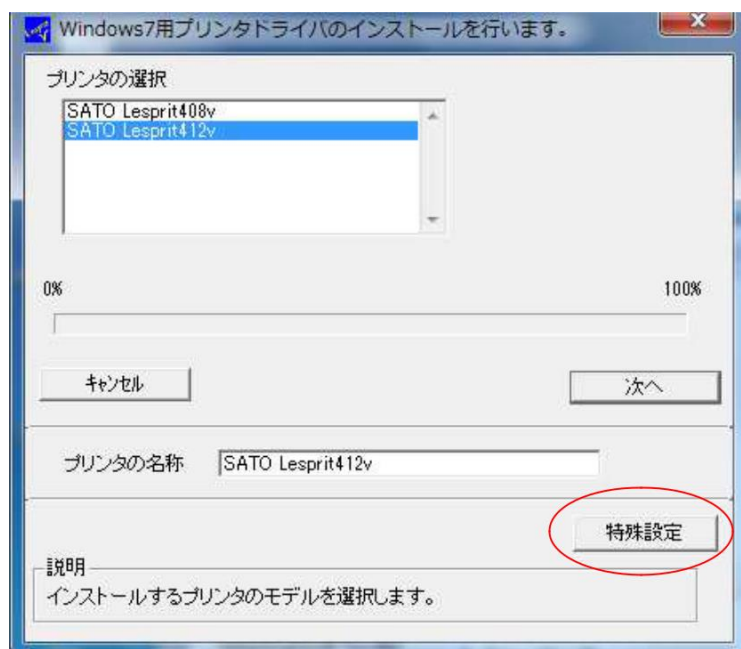 Windows7用プリンタドライバのインストールを行います。
プリンタの選択
SATO Lesprit408v
SATO Lesprit412v
0%
100%
キャンセル
次へ
プリンタの名称
SATO Lesprit412v
特殊設定
説明
インストールするプリンタのモデルを選択します。